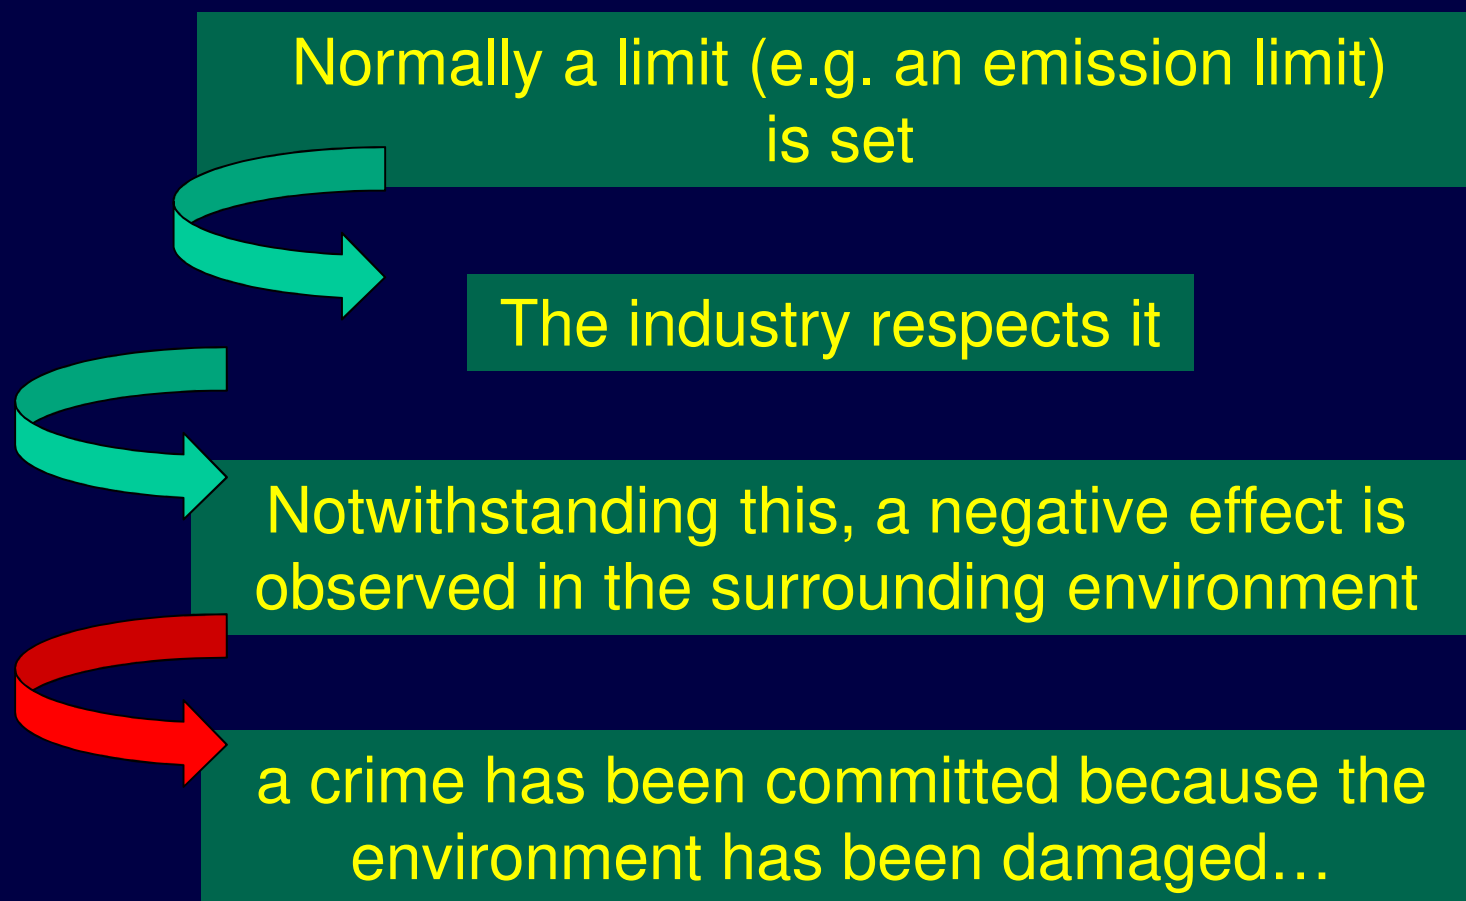 Normally a limit (e.g. an emission limit)
is set
The industry respects it
Notwithstanding this, a negative effect is
observed in the surrounding environment
a crime has been committed because the
environment has been damaged…